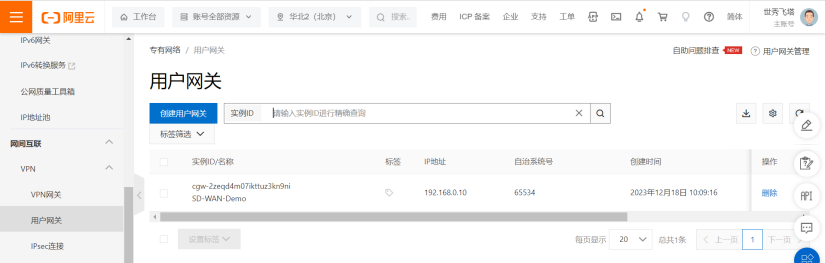 阿里云 工作台 账号全部资源 华北2（北京） 搜索... 费用 ICP 备案 企业 支持 工单 简体 世秀飞塔
主账号
IPv6网关
IPv6转换服务
公网质量工具箱
IP地址池
网间互联
VPN
VPN网关
用户网关
IPsec连接
专有网络 / 用户网关 自助问题排查 NEW 用户网关管理
用户网关
创建用户网关 实例ID 请输入实例ID进行精确查询
标签筛选
实例ID/名称 标签 IP地址 自治系统号 创建时间 操作
cgw-2zeqd4m07ikttuz3kn9ni 192.168.0.10 65534 2023年12月18日 10:09:16 删除
SD-WAN-Demo
设置标签 每页显示 20 总共1条 上一页 1 下一页
API